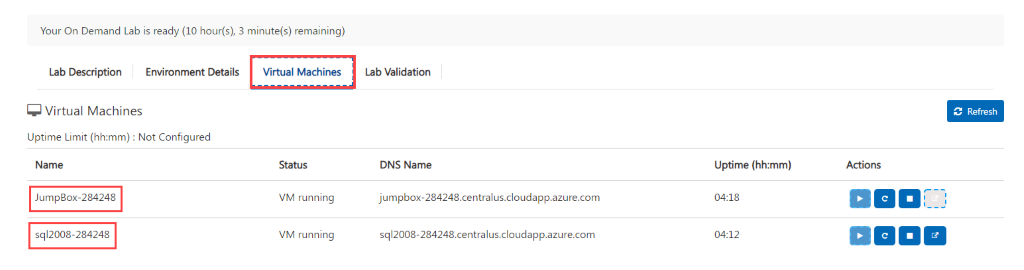 Your On Demand Lab is ready (10 hour(s), 3 minute(s) remaining)
Lab Description Environment Details Virtual Machines Lab Validation
Virtual Machines Refresh
Uptime Limit (hh:mm) : Not Configured
Name Status DNS Name Uptime (hh:mm) Actions
JumpBox-284248 VM running jumpbox-284248.centralus.cloudapp.azure.com 04:18
sql2008-284248 VM running sql2008-284248.centralus.cloudapp.azure.com 04:12